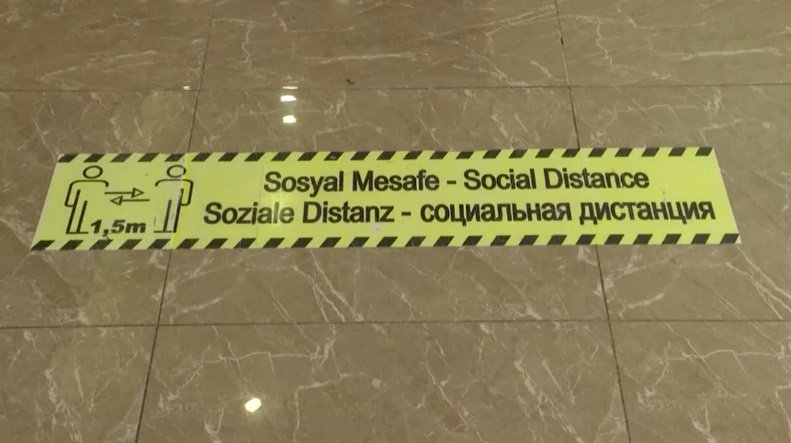 Sosyal Mesafe - Social Distance
Soziale Distanz - социальная дистанция
1,5m